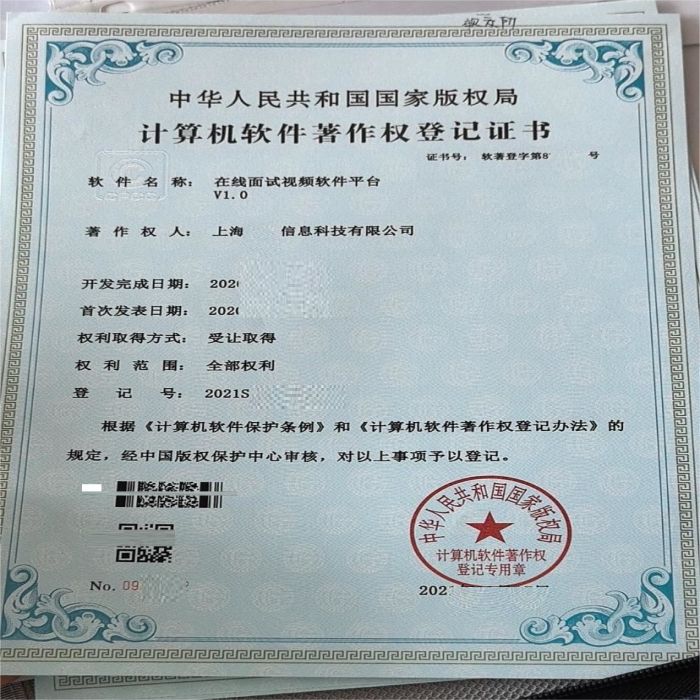 中华人民共和国国家版权局
计算机软件著作权登记证书
证书号： 软著登字第8 号
软件名称： 在线面试视频软件平台
V1.0
著作权人： 上海 信息科技有限公司
开发完成日期： 202
首次发表日期： 202
权利取得方式： 受让取得
权利范围： 全部权利
登记号： 2021S
根据《计算机软件保护条例》和《计算机软件著作权登记办法》的
规定，经中国版权保护中心审核，对以上事项予以登记。
中华人民共和国国家版权局
计算机软件著作权
登记专用章
No. 09
202